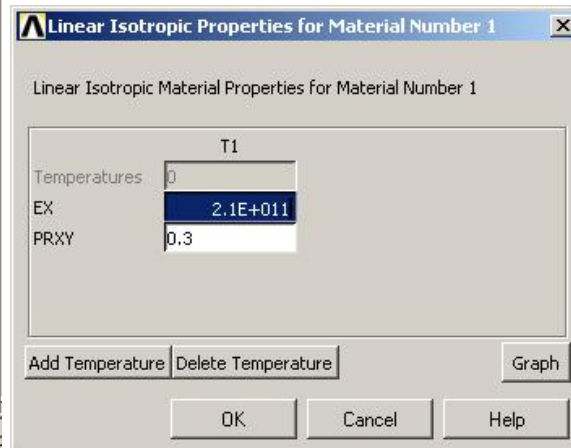 Linear Isotropic Properties for Material Number 1
Linear Isotropic Material Properties for Material Number 1
T1
Temperatures 0
EX 2.1E+011
PRXY 0.3
Add Temperature Delete Temperature Graph
OK Cancel Help